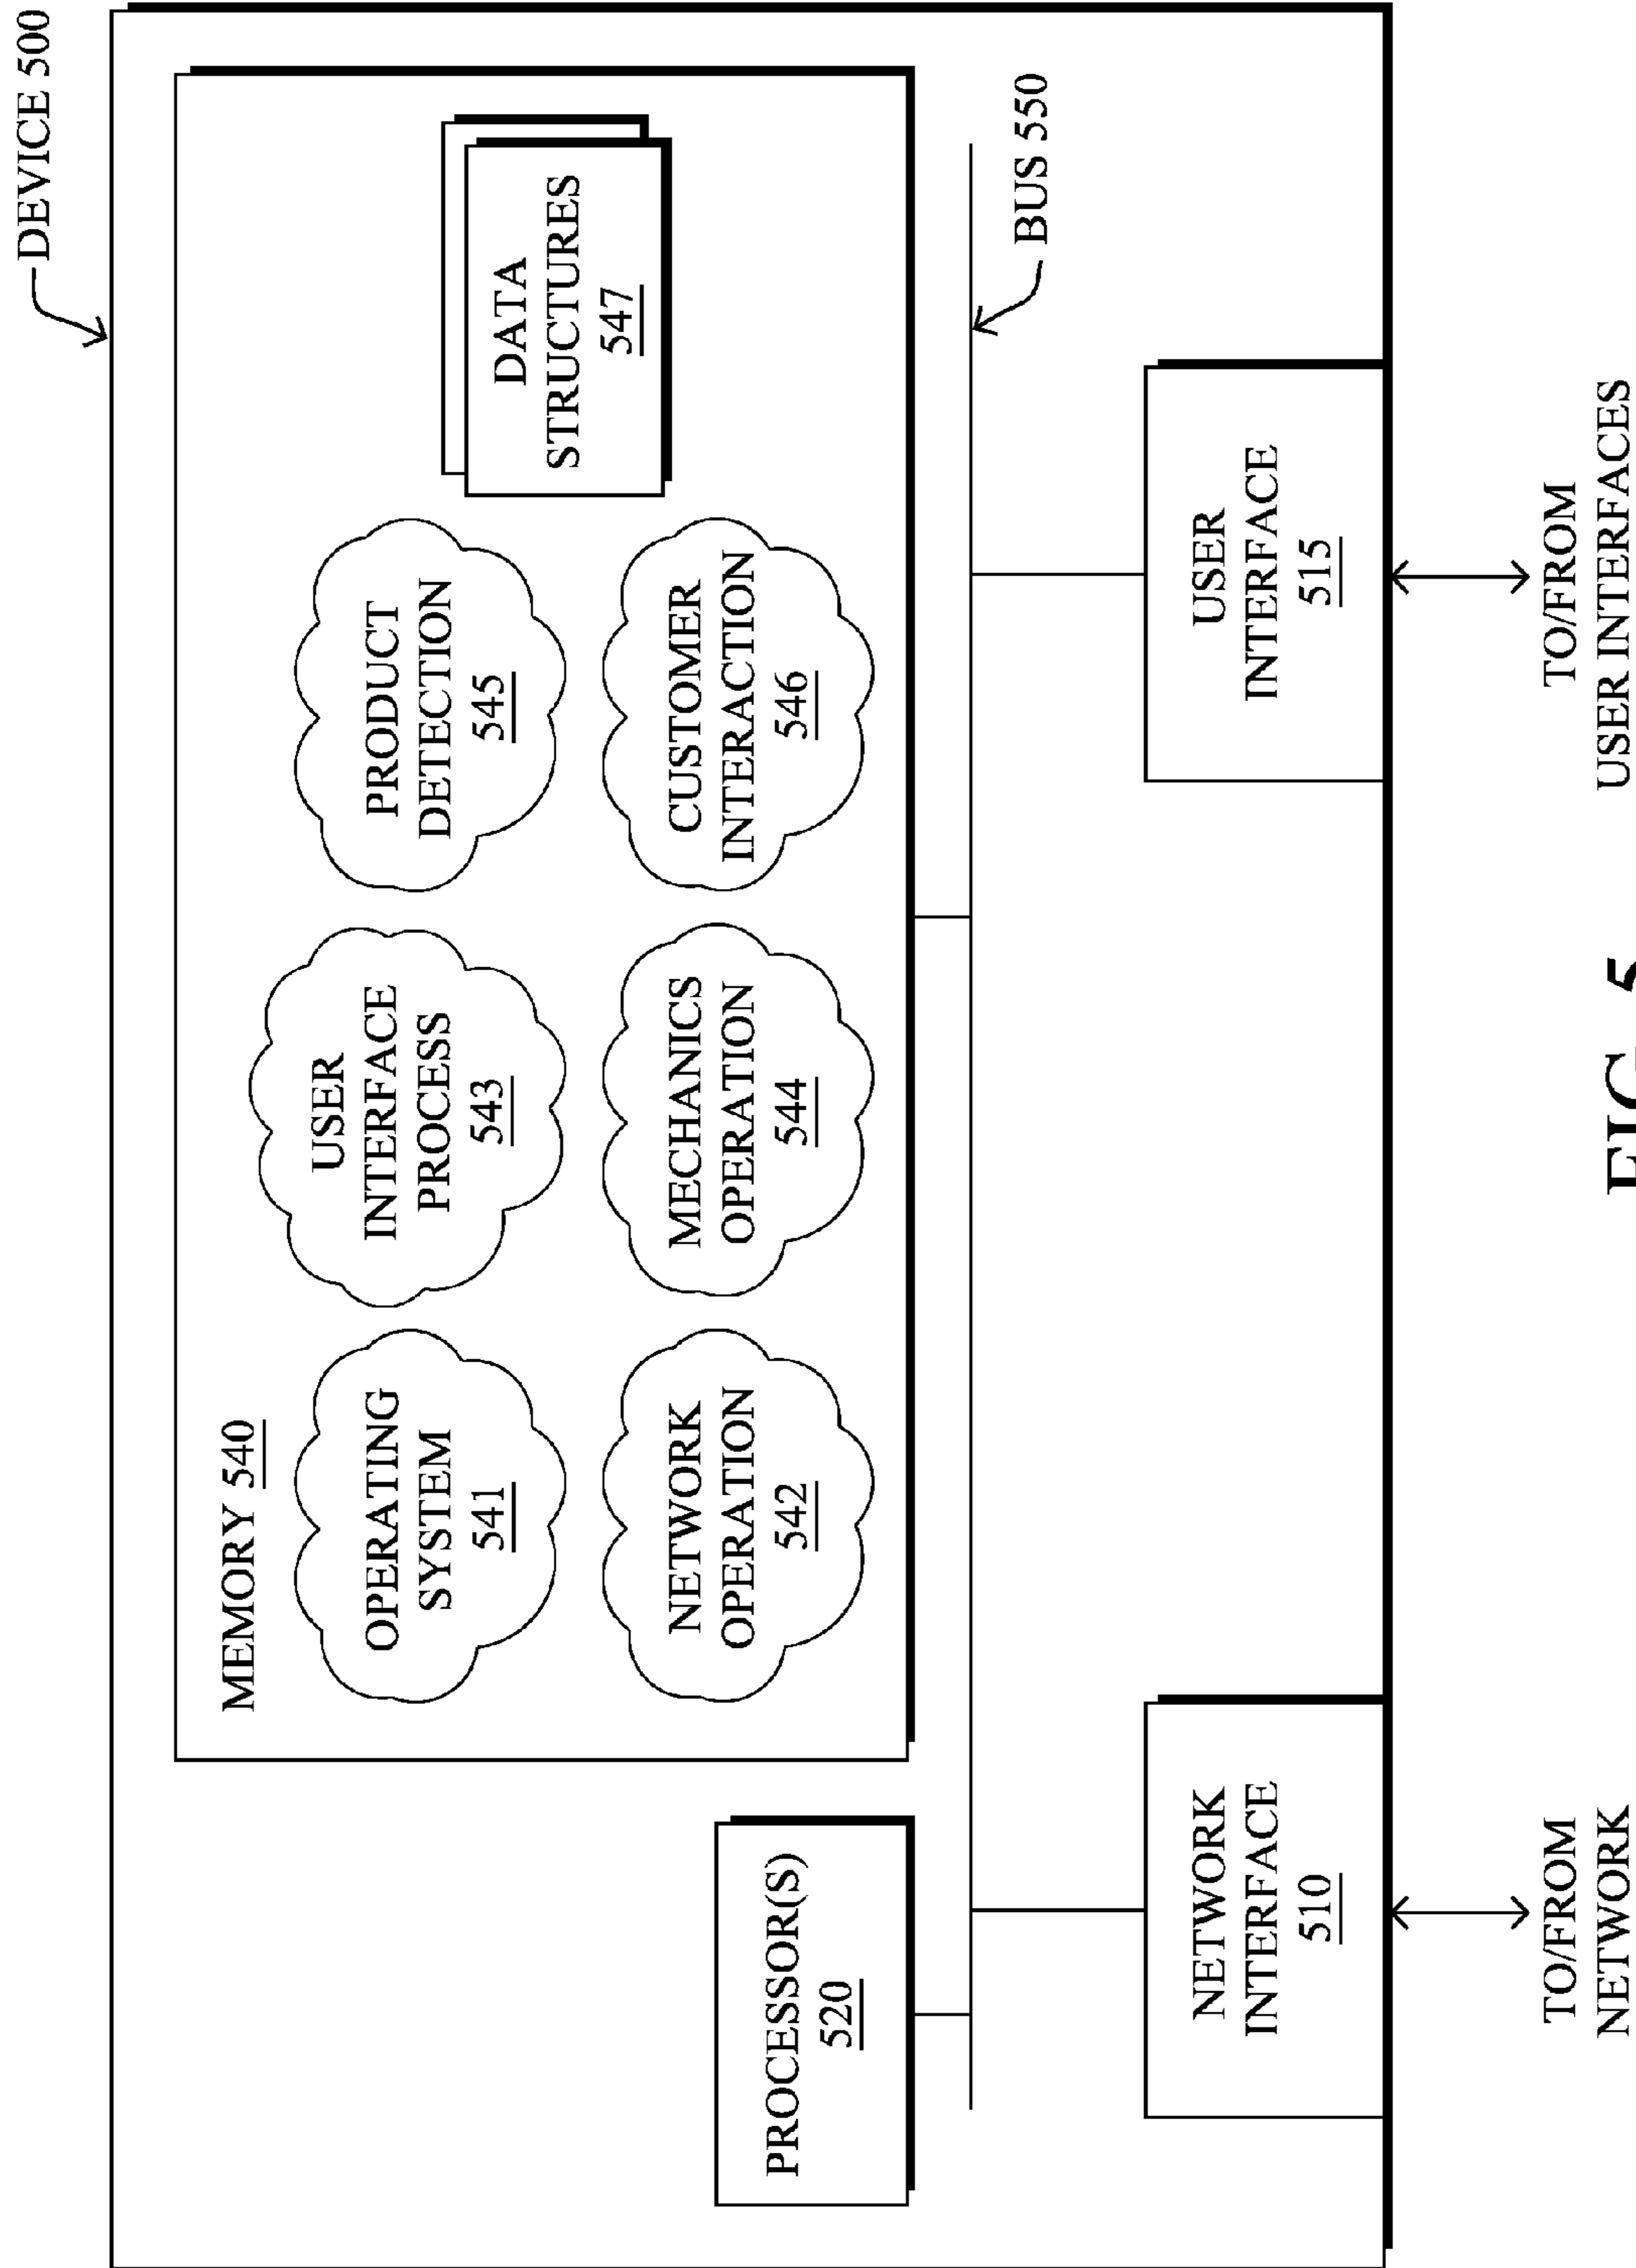 DEVICE 500
MEMORY 540
OPERATING
SYSTEM
541
USER
INTERFACE
PROCESS
543
PRODUCT
DETECTION
545
DATA
STRUCTURES
547
NETWORK
OPERATION
542
MECHANICS
OPERATION
544
CUSTOMER
INTERACTION
546
PROCESSOR(S)
520
BUS 550
NETWORK
INTERFACE
510
USER
INTERFACE
515
TO/FROM
NETWORK
TO/FROM
USER INTERFACES
FIG. 5